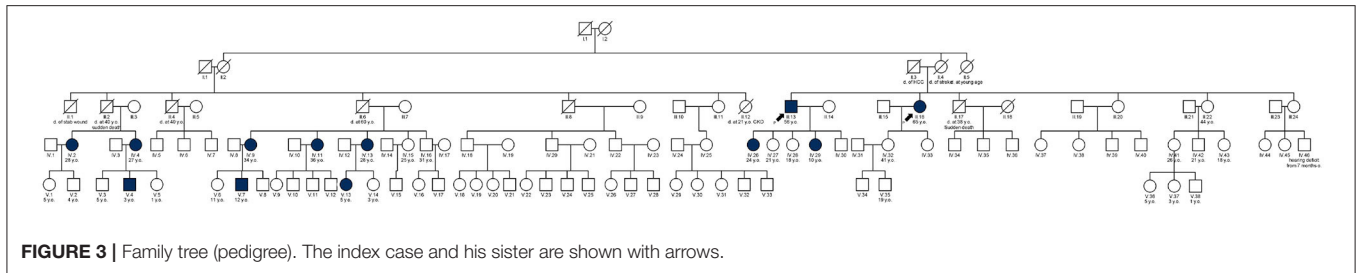 I.1 I.2
II.1 II.2 II.3 II.4 II.5
d. of HCC d. of stroke d. at young age
III.1 III.2 III.3 III.4 III.5 III.6 III.7 III.8 II.9 III.10 III.11 III.12 III.13 III.14 III.15 III.17 III.18 III.19 III.20 III.21 III.22 III.23 III.24
d. of stab wound d. at 40 y.o. d. at 40 y.o. d. at 60 y.o. d. at 21 y.o. CKD 56 y.o. d. at 38 y.o. 44 y.o.
sudden death Sudden death
IV.1 IV.2 IV.3 IV.4 IV.5 IV.6 IV.7 IV.8 IV.9 IV.10 IV.11 IV.12 IV.13 IV.15 IV.16 IV.17 IV.18 IV.19 IV.20 IV.21 IV.22 IV.23 IV.24 IV.25 IV.26 IV.27 IV.28 IV.29 IV.30 IV.31 IV.32 IV.33 IV.34 IV.35 IV.36 IV.37 IV.38 IV.39 IV.40 IV.41 IV.42 IV.43 IV.44 IV.45 IV.46
28 y.o. 27 y.o. 34 y.o. 36 y.o. 28 y.o. 31 y.o. 24 y.o. 21 y.o. 18 y.o. 10 y.o. 41 y.o. 21 y.o. 18 y.o. hearing deficit
from 7 months o.
V.1 V.2 V.3 V.4 V.5 V.6 V.7 V.8 V.9 V.10 V.11 V.12 V.13 V.14 V.15 V.16 V.17 V.18 V.19 V.20 V.21 V.22 V.23 V.24 V.25 V.26 V.27 V.28 V.29 V.30 V.31 V.32 V.33 V.34 V.35 V.36 V.37 V.38
5 y.o. 4 y.o. 5 y.o. 3 y.o. 1 y.o. 11 y.o. 12 y.o. 5 y.o. 3 y.o. 19 y.o. 5 y.o. 3 y.o. 1 y.o.
FIGURE 3 | Family tree (pedigree). The index case and his sister are shown with arrows.